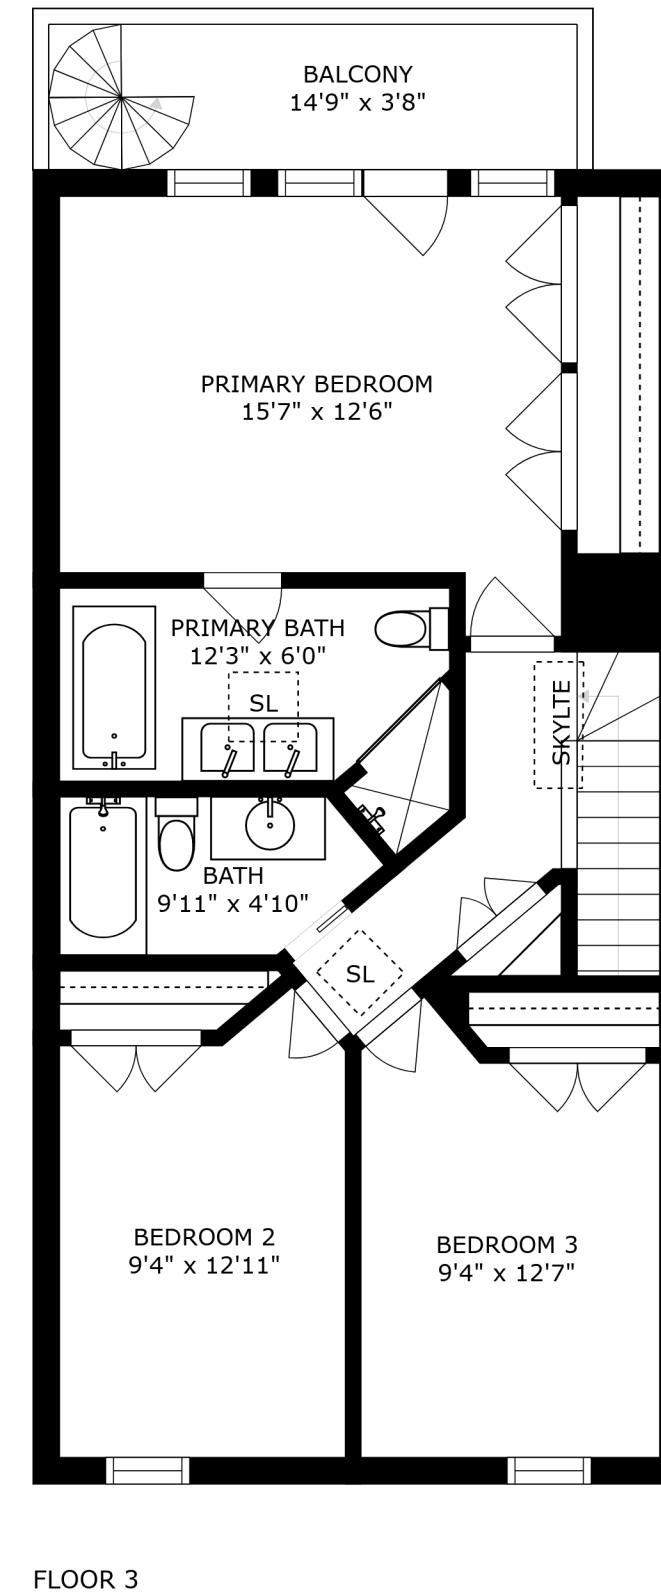 BALCONY
14'9" x 3'8"
PRIMARY BEDROOM
15'7" x 12'6"
PRIMARY BATH
12'3" x 6'0"
SL
SKYLTE
BATH
9'11" x 4'10"
SL
BEDROOM 2
9'4" x 12'11"
BEDROOM 3
9'4" x 12'7"
FLOOR 3